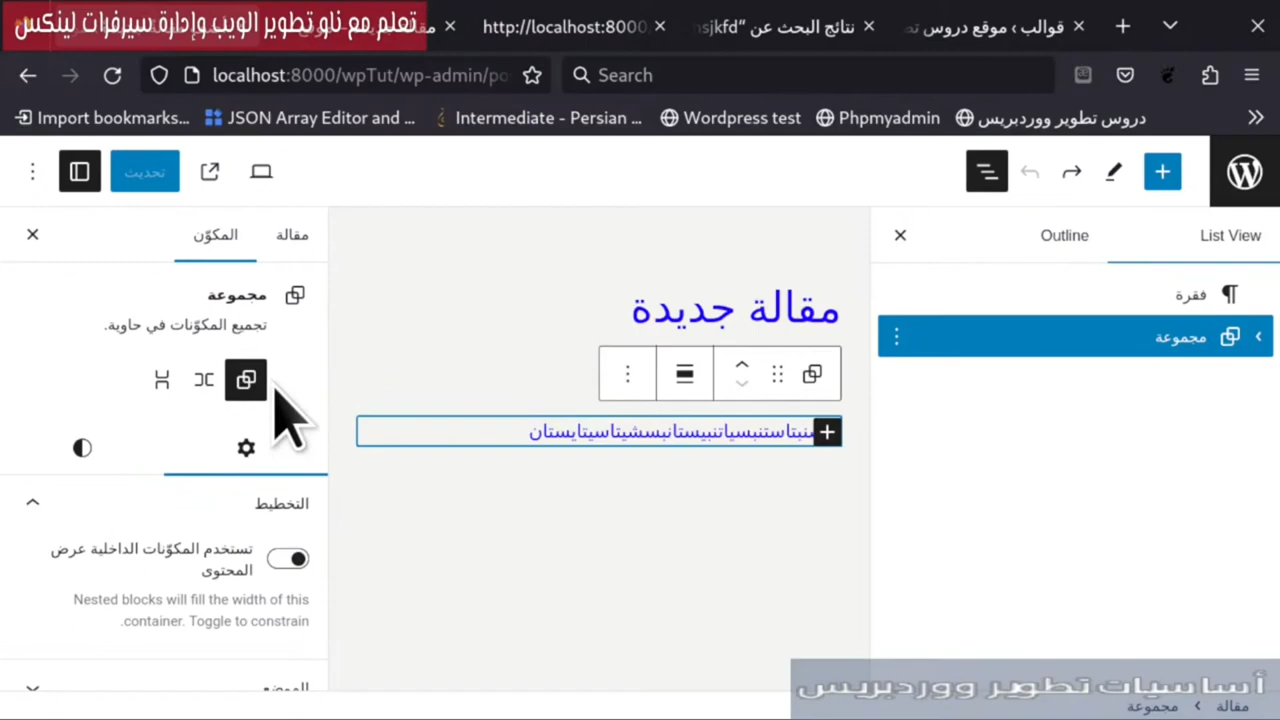 تعلم مع ناو تطوير الويب وإدارة سيرفرات لينكس
http://localhost:8000,
نتائج البحث عن “sjkfd
قوالب ‹ موقع دروس
localhost:8000/wpTut/wp-admin/po
Search
Import bookmarks...
JSON Array Editor and ...
Intermediate - Persian ...
Wordpress test
Phpmyadmin
دروس تطوير ووردبريس
تحديث
مقالة
المكوّن
مجموعة
تجميع المكوّنات في حاوية.
التخطيط
تستخدم المكوّنات الداخلية عرض
المحتوى
Nested blocks will fill the width of this
container. Toggle to constrain.
الموضع
مقالة جديدة
List View
Outline
فقرة
مجموعة
أساسيات تطوير ووردبريس
مقالة ‹ مجموعة